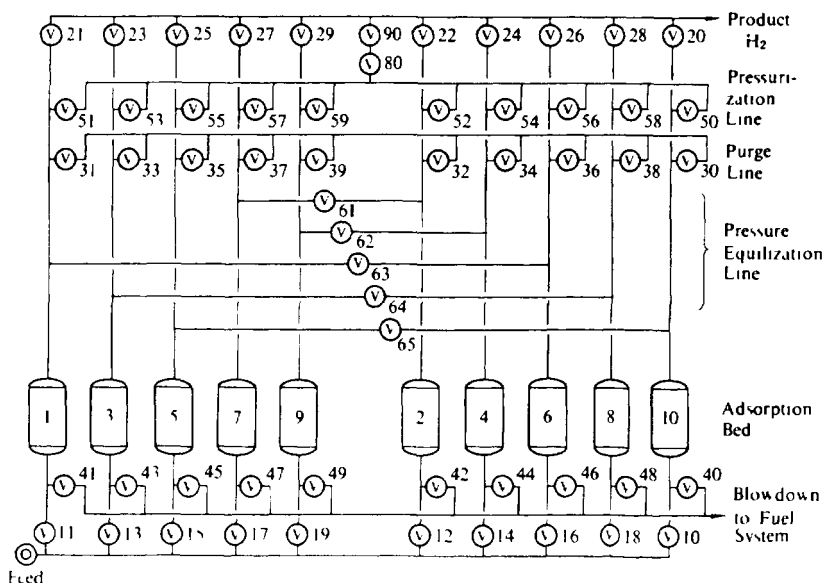 21 23 25 27 29 90 22 24 26 28 20 Product
H2
80
Pressuri-
zation
Line
51 53 55 57 59 52 54 56 58 50
Purge
Line
31 33 35 37 39 32 34 36 38 30
61
62
63
64
65
Pressure
Equilization
Line
1 3 5 7 9 2 4 6 8 10
Adsorption
Bed
41 43 45 47 49 42 44 46 48 40
Blowdown
to Fuel
System
11 13 15 17 19 12 14 16 18 10
Feed